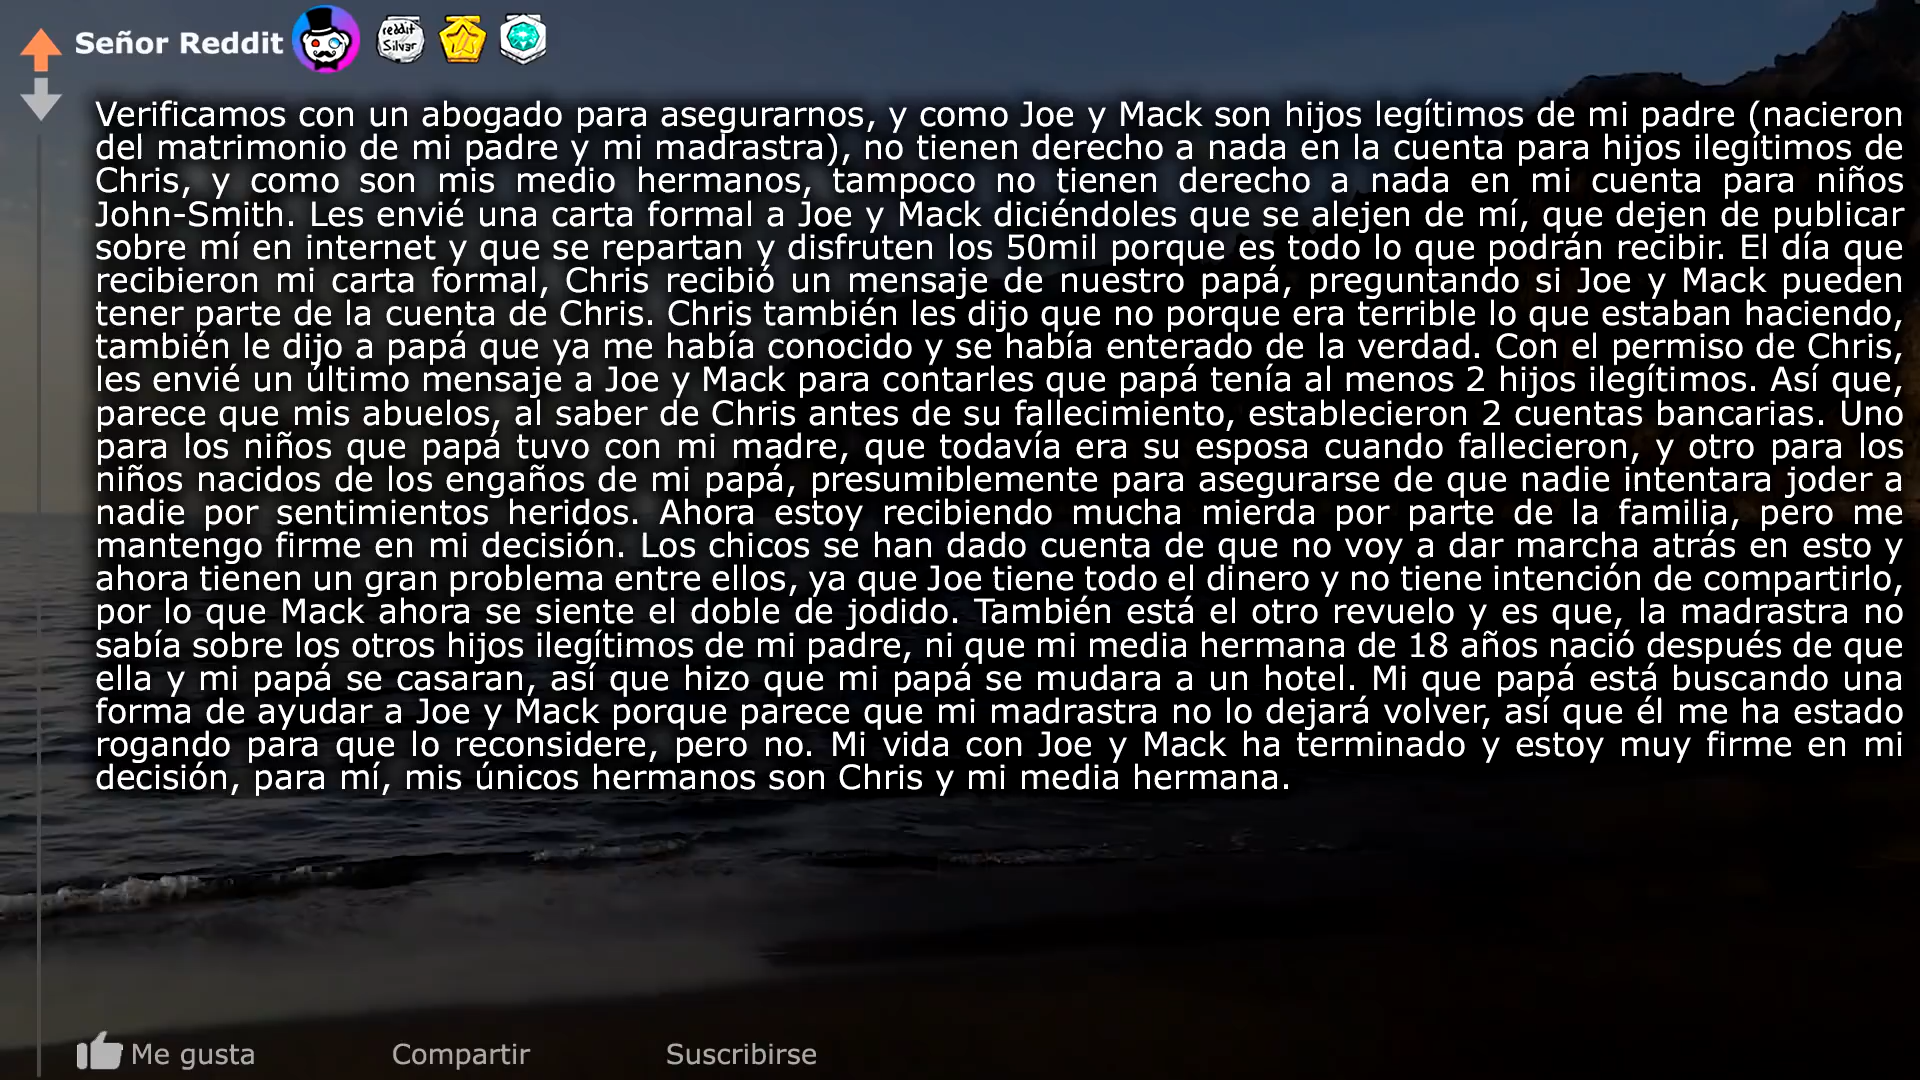 Señor Reddit
reddit
Silver
Verificamos con un abogado para asegurarnos, y como Joe y Mack son hijos legítimos de mi padre (nacieron
del matrimonio de mi padre y mi madrastra), no tienen derecho a nada en la cuenta para hijos ilegítimos de
Chris, y como son mis medio hermanos, tampoco no tienen derecho a nada en mi cuenta para niños
John-Smith. Les envié una carta formal a Joe y Mack diciéndoles que se alejen de mí, que dejen de publicar
sobre mí en internet y que se repartan y disfruten los 50mil porque es todo lo que podrán recibir. El día que
recibieron mi carta formal, Chris recibió un mensaje de nuestro papá, preguntando si Joe y Mack pueden
tener parte de la cuenta de Chris. Chris también les dijo que no porque era terrible lo que estaban haciendo,
también le dijo a papá que ya me había conocido y se había enterado de la verdad. Con el permiso de Chris,
les envié un último mensaje a Joe y Mack para contarles que papá tenía al menos 2 hijos ilegítimos. Así que,
parece que mis abuelos, al saber de Chris antes de su fallecimiento, establecieron 2 cuentas bancarias. Uno
para los niños que papá tuvo con mi madre, que todavía era su esposa cuando fallecieron, y otro para los
niños nacidos de los engaños de mi papá, presumiblemente para asegurarse de que nadie intentara joder a
nadie por sentimientos heridos. Ahora estoy recibiendo mucha mierda por parte de la familia, pero me
mantengo firme en mi decisión. Los chicos se han dado cuenta de que no voy a dar marcha atrás en esto y
ahora tienen un gran problema entre ellos, ya que Joe tiene todo el dinero y no tiene intención de compartirlo,
por lo que Mack ahora se siente el doble de jodido. También está el otro revuelo y es que, la madrastra no
sabía sobre los otros hijos ilegítimos de mi padre, ni que mi media hermana de 18 años nació después de que
ella y mi papá se casaran, así que hizo que mi papá se mudara a un hotel. Mi que papá está buscando una
forma de ayudar a Joe y Mack porque parece que mi madrastra no lo dejará volver, así que él me ha estado
rogando para que lo reconsidere, pero no. Mi vida con Joe y Mack ha terminado y estoy muy firme en mi
decisión, para mí, mis únicos hermanos son Chris y mi media hermana.
Me gusta
Compartir
Suscribirse